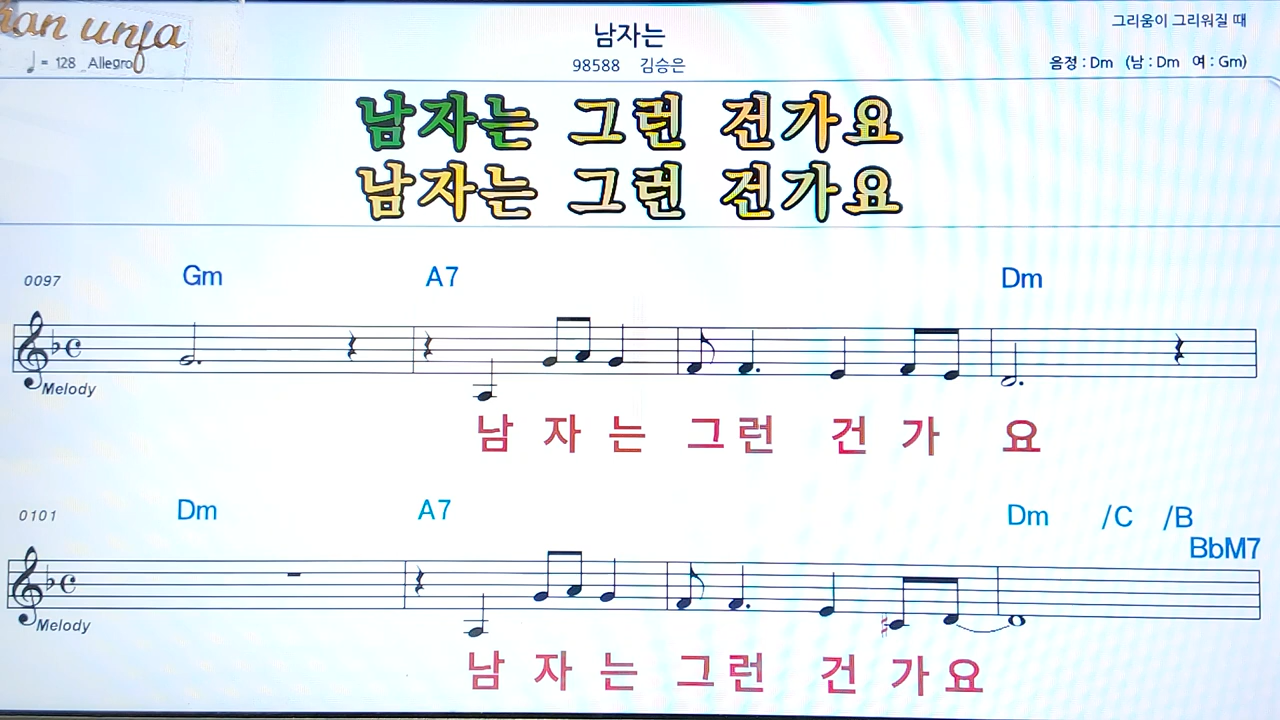 han unfa
♩ = 128 Allegro
남자는
98588 김승은
그리움이 그리워질 때
음정 : Dm (남 : Dm 여 : Gm)
남자는 그런 건가요
남자는 그런 건가요
0097 Gm A7 Dm
Melody
남 자 는 그 런 건 가 요
0101 Dm A7 Dm /C /B
BbM7
Melody
남 자 는 그 런 건 가 요